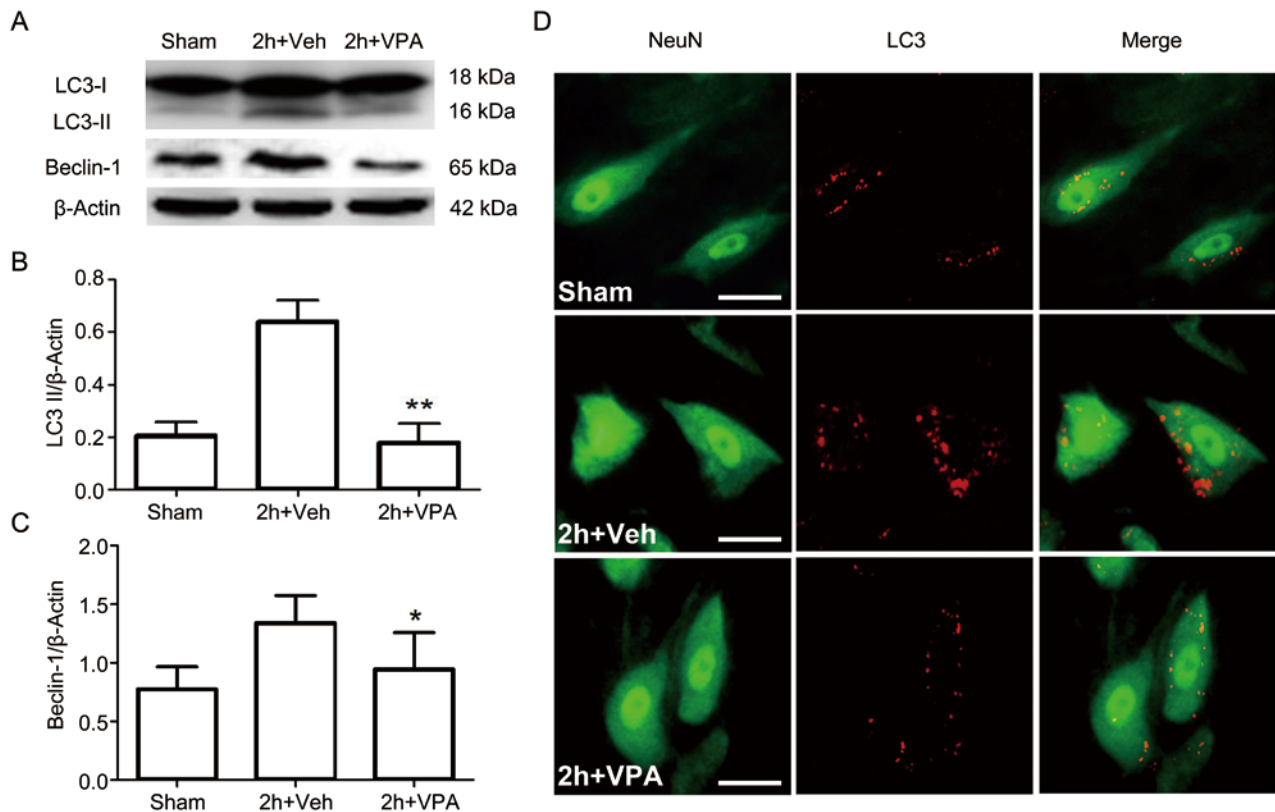 A
Sham 2h+Veh 2h+VPA
LC3-I 18 kDa
LC3-II 16 kDa
Beclin-1 65 kDa
β-Actin 42 kDa
B
LC3 II/β-Actin
0.8
0.6
0.4
0.2
0.0
**
Sham 2h+Veh 2h+VPA
C
Beclin-1/β-Actin
2.0
1.5
1.0
0.5
0.0
*
Sham 2h+Veh 2h+VPA
D
NeuN LC3 Merge
Sham
2h+Veh
2h+VPA